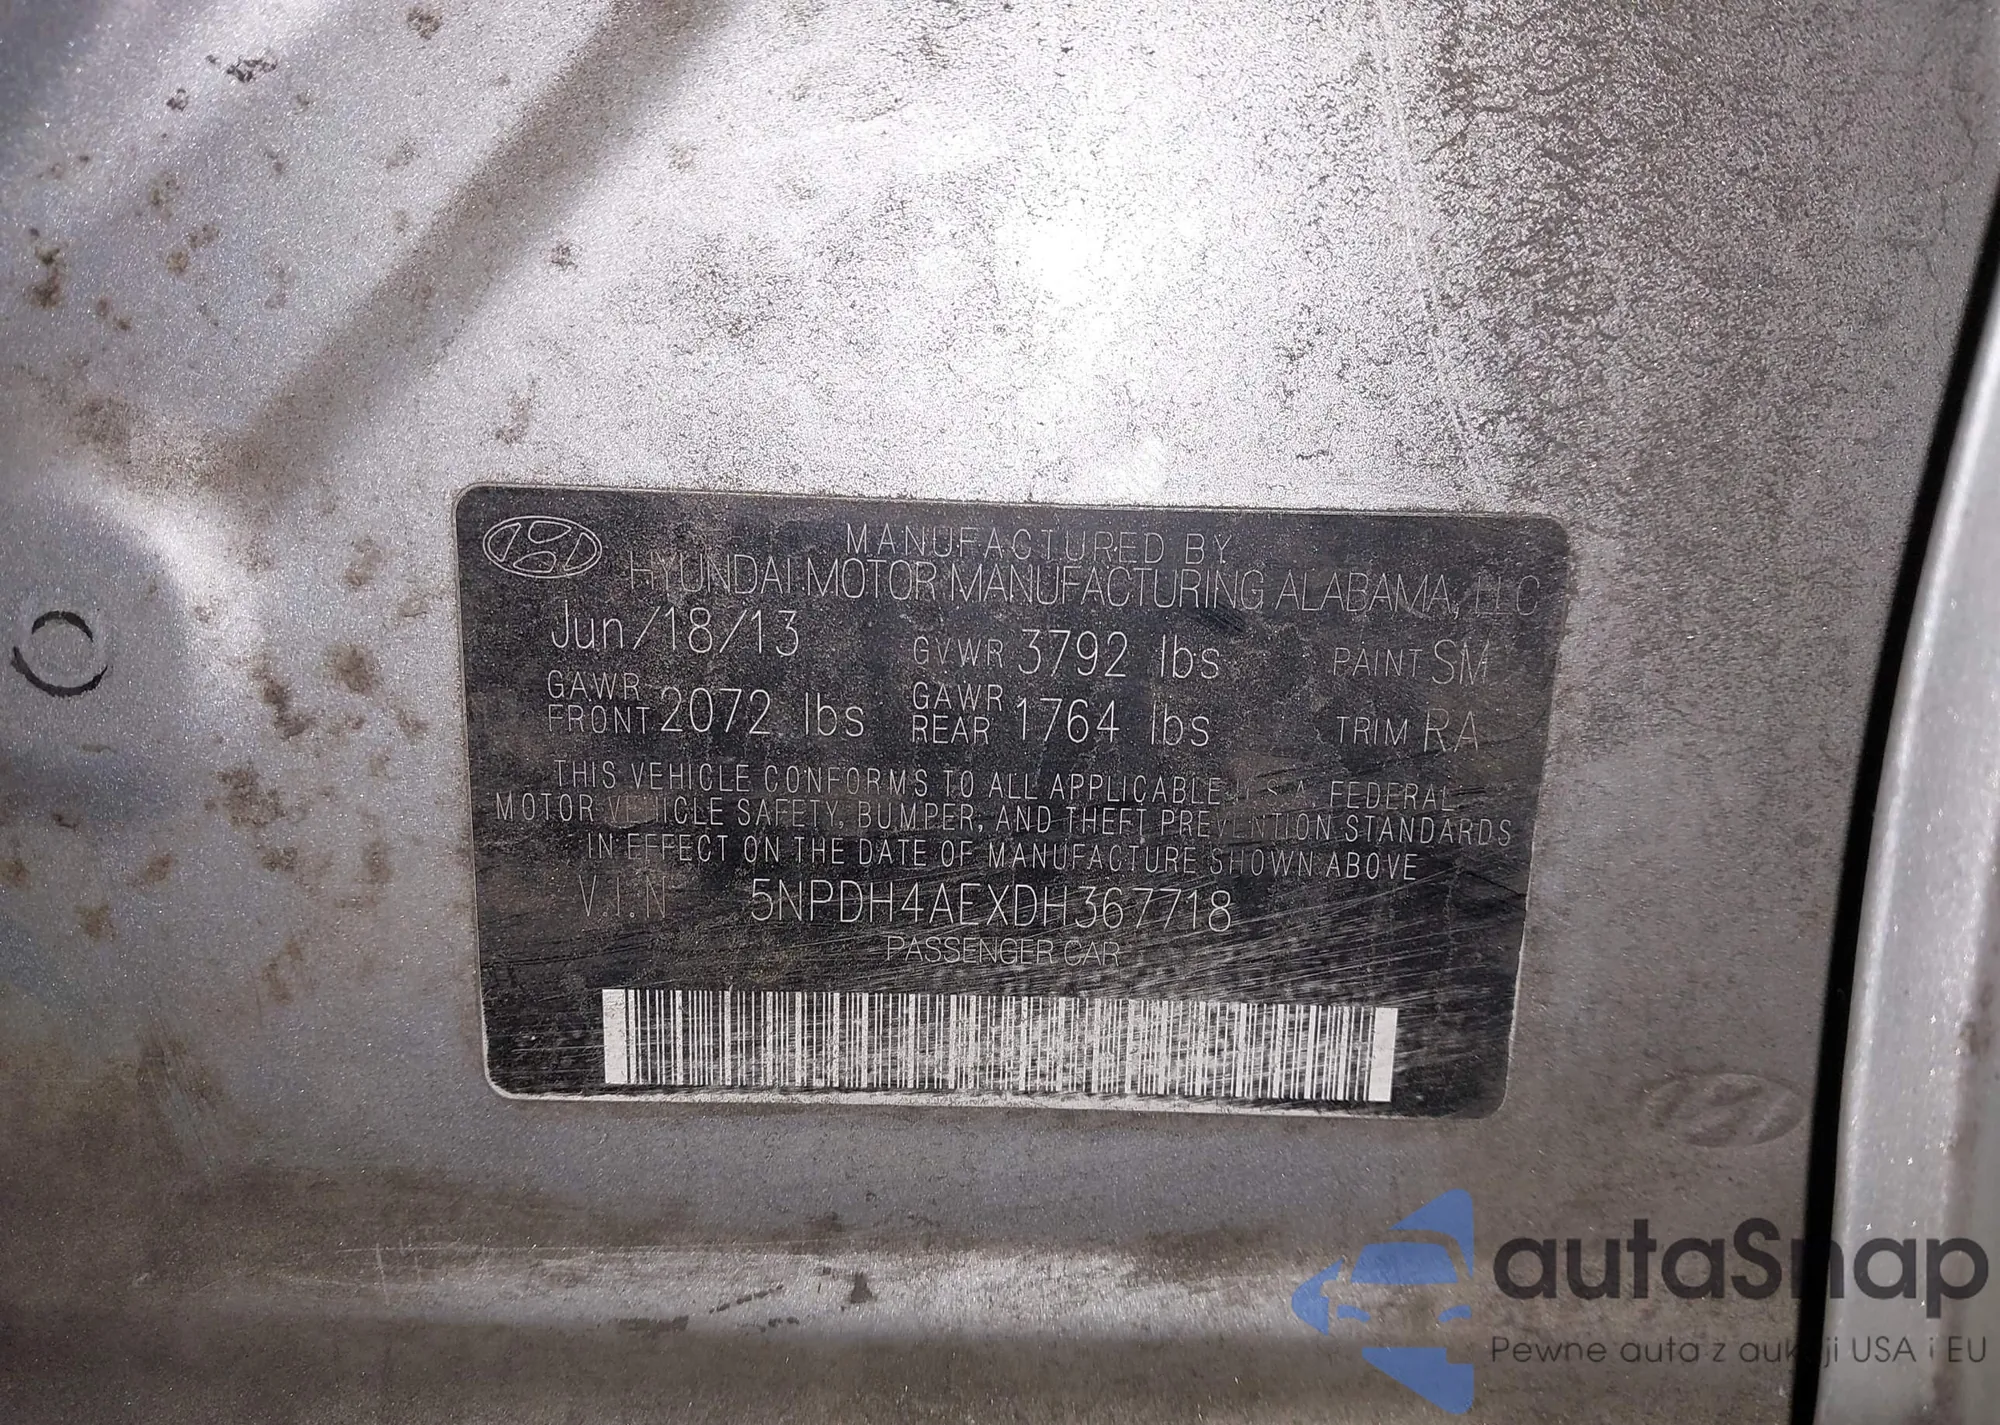 MANUFACTURED BY
HYUNDAI MOTOR MANUFACTURING ALABAMA, LLC
Jun/18/13 GVWR 3792 lbs PAINT SM
GAWR FRONT 2072 lbs GAWR REAR 1764 lbs TRIM RA
THIS VEHICLE CONFORMS TO ALL APPLICABLE U.S.A. FEDERAL
MOTOR VEHICLE SAFETY, BUMPER, AND THEFT PREVENTION STANDARDS
IN EFFECT ON THE DATE OF MANUFACTURE SHOWN ABOVE
V.I.N 5NPDH4AEXDH367718
PASSENGER CAR
autaSnap
Pewne auta z aukcji USA i EU